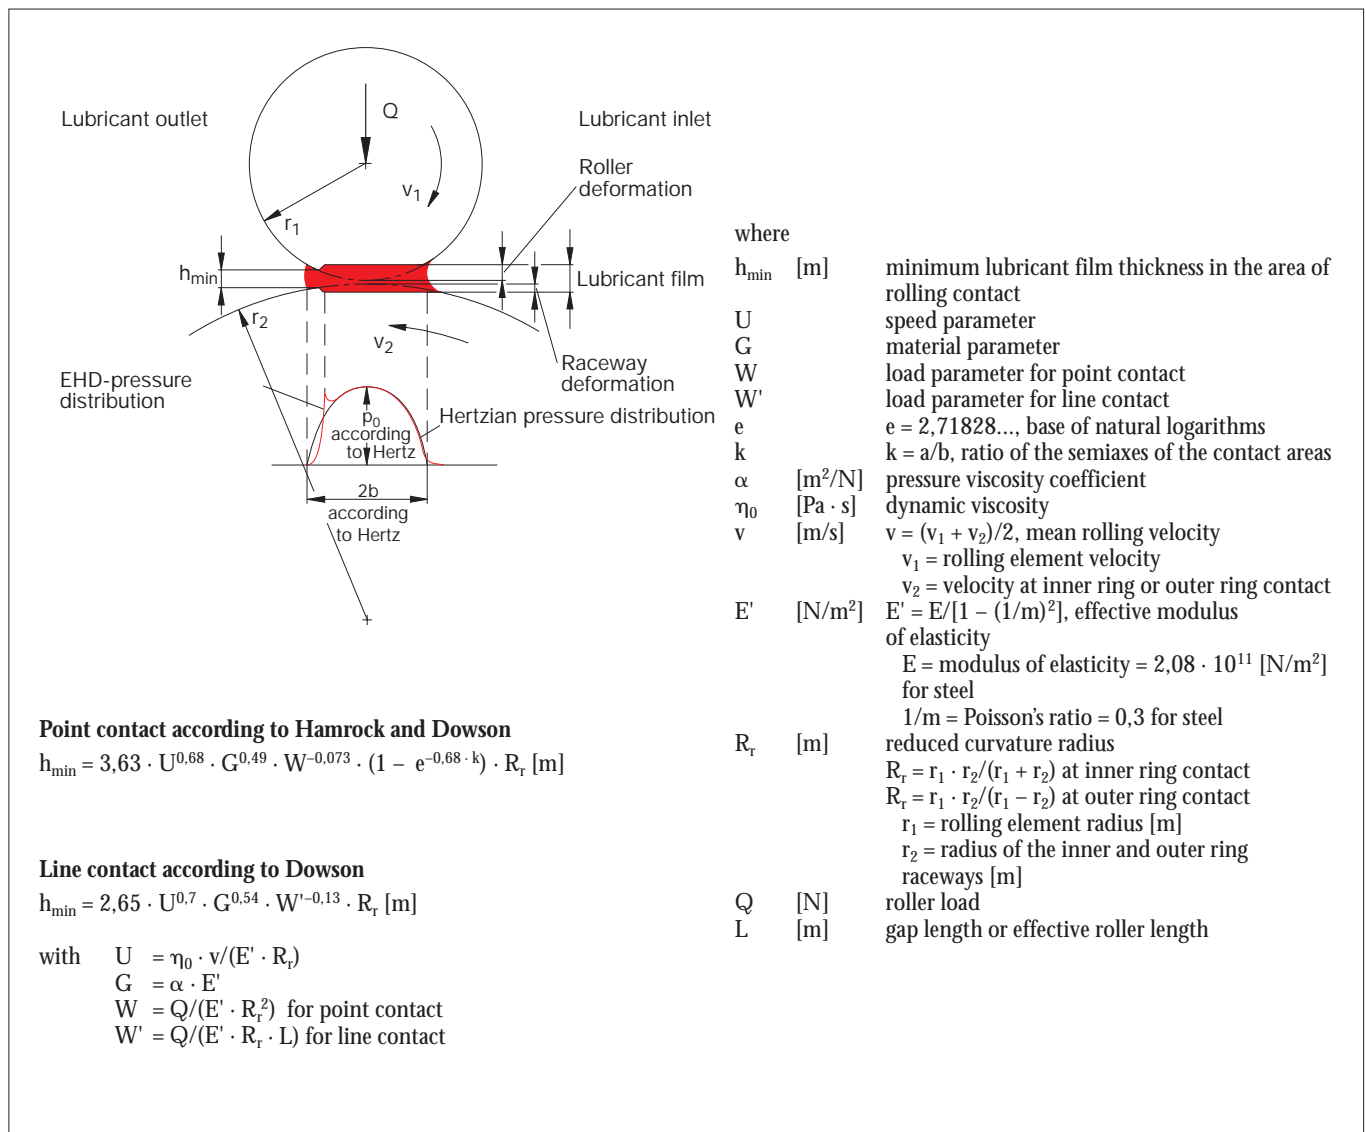 Lubricant outlet
Q
Lubricant inlet
Roller
deformation
v₁
r₁
hmin
Lubricant film
r₂
v₂
Raceway
deformation
EHD-pressure
distribution
p₀
according
to Hertz
Hertzian pressure distribution
2b
according
to Hertz
Point contact according to Hamrock and Dowson
hmin = 3,63 · U^0,68 · G^0,49 · W^–0,073 · (1 – e^–0,68 · k) · Rr [m]
Line contact according to Dowson
hmin = 2,65 · U^0,7 · G^0,54 · W'^–0,13 · Rr [m]
with U = η₀ · v/(E' · Rr)
G = α · E'
W = Q/(E' · Rr²) for point contact
W' = Q/(E' · Rr · L) for line contact
where
hmin [m] minimum lubricant film thickness in the area of
rolling contact
U speed parameter
G material parameter
W load parameter for point contact
W' load parameter for line contact
e e = 2,71828..., base of natural logarithms
k k = a/b, ratio of the semiaxes of the contact areas
α [m²/N] pressure viscosity coefficient
η₀ [Pa · s] dynamic viscosity
v [m/s] v = (v₁ + v₂)/2, mean rolling velocity
v₁ = rolling element velocity
v₂ = velocity at inner ring or outer ring contact
E' [N/m²] E' = E/[1 – (1/m)²], effective modulus
of elasticity
E = modulus of elasticity = 2,08 · 10¹¹ [N/m²]
for steel
1/m = Poisson's ratio = 0,3 for steel
Rr [m] reduced curvature radius
Rr = r₁ · r₂/(r₁ + r₂) at inner ring contact
Rr = r₁ · r₂/(r₁ – r₂) at outer ring contact
r₁ = rolling element radius [m]
r₂ = radius of the inner and outer ring
raceways [m]
Q [N] roller load
L [m] gap length or effective roller length